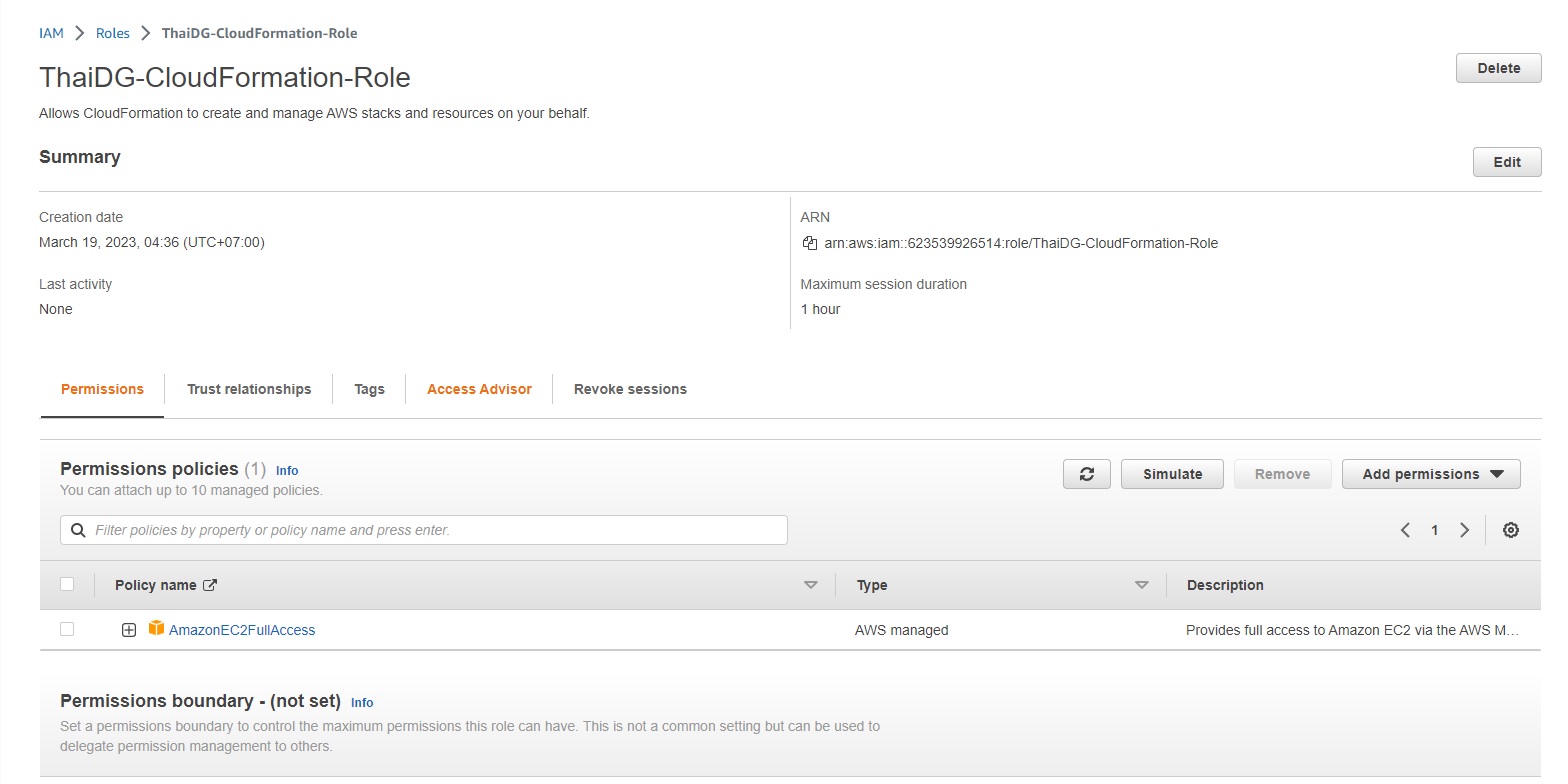 IAM > Roles > ThaiDG-CloudFormation-Role
ThaiDG-CloudFormation-Role
Delete
Allows CloudFormation to create and manage AWS stacks and resources on your behalf.
Summary
Edit
Creation date
March 19, 2023, 04:36 (UTC+07:00)
ARN
arn:aws:iam::623539926514:role/ThaiDG-CloudFormation-Role
Last activity
None
Maximum session duration
1 hour
Permissions
Trust relationships
Tags
Access Advisor
Revoke sessions
Permissions policies (1) Info
You can attach up to 10 managed policies.
Simulate
Remove
Add permissions
Filter policies by property or policy name and press enter.
1
Policy name
Type
Description
AmazonEC2FullAccess
AWS managed
Provides full access to Amazon EC2 via the AWS M…
Permissions boundary - (not set) Info
Set a permissions boundary to control the maximum permissions this role can have. This is not a common setting but can be used to
delegate permission management to others.